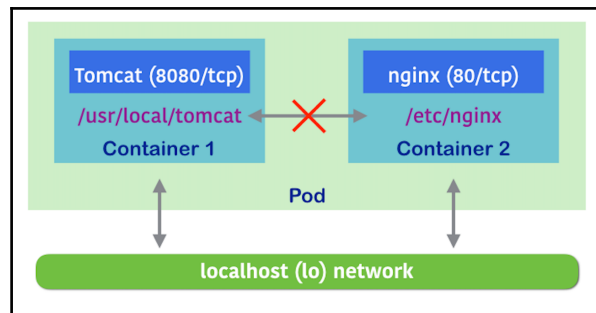 Tomcat (8080/tcp)
/usr/local/tomcat
Container 1
nginx (80/tcp)
/etc/nginx
Container 2
Pod
localhost (lo) network